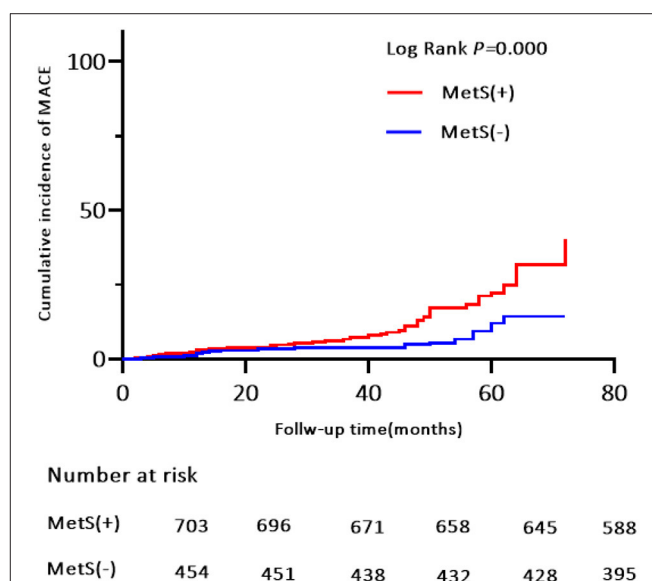 100
50
0
Cumulative incidence of MACE
Log Rank P=0.000
MetS(+)
MetS(-)
0 20 40 60 80
Follw-up time(months)
Number at risk
MetS(+) 703 696 671 658 645 588
MetS(-) 454 451 438 432 428 395